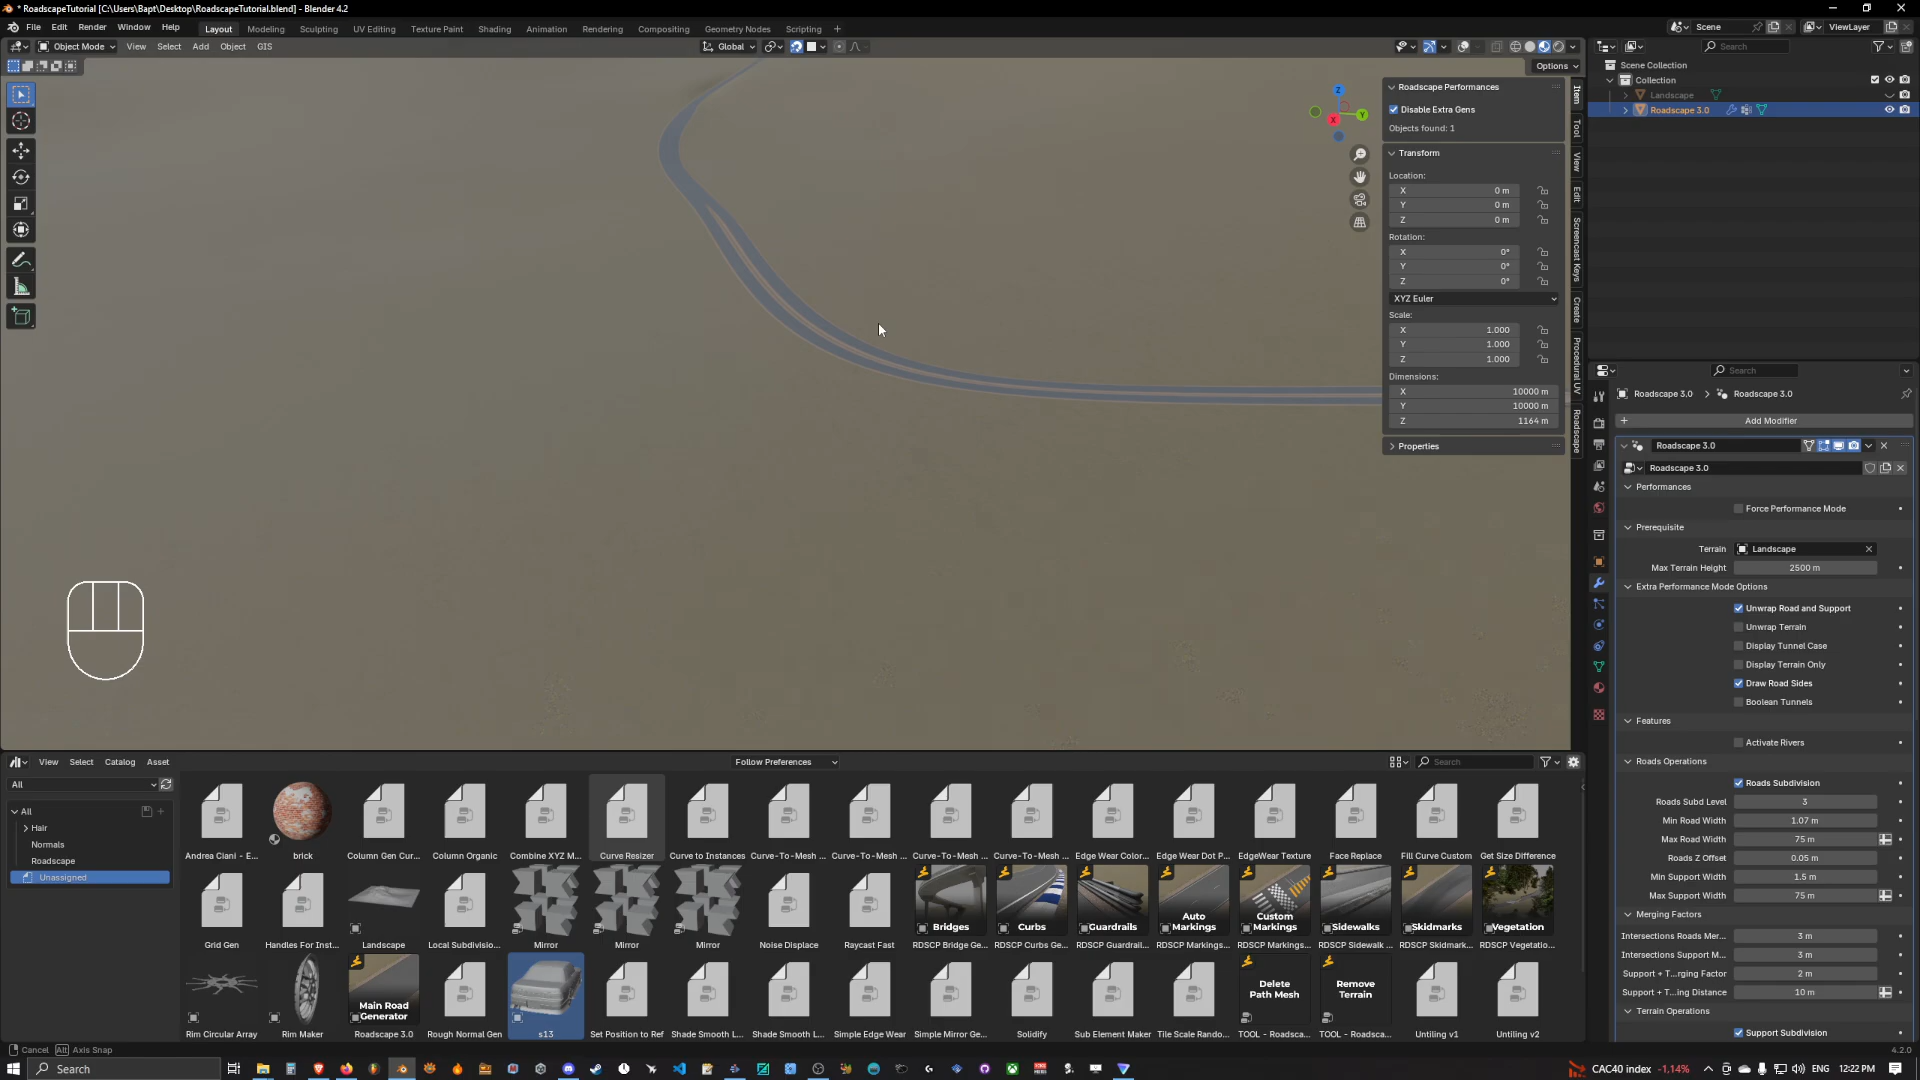 * RoadscapeTutorial [C:\Users\Bapt\Desktop\RoadscapeTutorial.blend] - Blender 4.2
File Edit Render Window Help Layout Modeling Sculpting UV Editing Texture Paint Shading Animation Rendering Compositing Geometry Nodes Scripting +
Scene ViewLayer
Object Mode View Select Add Object GIS Global
Search
Options
Scene Collection
Collection
Landscape
Roadscape 3.0
Roadscape Performances
Disable Extra Gens
Objects found: 1
Transform
Location:
X 0 m
Y 0 m
Z 0 m
Rotation:
X 0°
Y 0°
Z 0°
XYZ Euler
Scale:
X 1.000
Y 1.000
Z 1.000
Dimensions:
X 10000 m
Y 10000 m
Z 1164 m
Properties
Item
Tool
View
Edit
Screencast Keys
Create
Procedural UV
Roadscape
Z
Y
X
Search
Roadscape 3.0 > Roadscape 3.0
+ Add Modifier
Roadscape 3.0
Roadscape 3.0
Performances
Force Performance Mode
Prerequisite
Terrain Landscape
Max Terrain Height 2500 m
Extra Performance Mode Options
Unwrap Road and Support
Unwrap Terrain
Display Tunnel Case
Display Terrain Only
Draw Road Sides
Boolean Tunnels
Features
Activate Rivers
Roads Operations
Roads Subdivision
Roads Subd Level 3
Min Road Width 1.07 m
Max Road Width 75 m
Roads Z Offset 0.05 m
Min Support Width 1.5 m
Max Support Width 75 m
Merging Factors
Intersections Roads Mer... 3 m
Intersections Support M... 3 m
Support + T...rging Factor 2 m
Support + T...ing Distance 10 m
Terrain Operations
Support Subdivision
4.2.0
View Select Catalog Asset Follow Preferences Search
All
All
Hair
Normals
Roadscape
Unassigned
Andrea Ciani - E... brick Column Gen Cur... Column Organic Combine XYZ M... Curve Resizer Curve to Instances Curve-To-Mesh ... Curve-To-Mesh ... Curve-To-Mesh ... Curve-To-Mesh ... Edge Wear Color... Edge Wear Dot P... EdgeWear Texture Face Replace Fill Curve Custom Get Size Difference
Bridges Curbs Guardrails Auto Markings Custom Markings Sidewalks Skidmarks Vegetation
Grid Gen Handles For Inst... Landscape Local Subdivisio... Mirror Mirror Mirror Noise Displace Raycast Fast RDSCP Bridge Ge... RDSCP Curbs Ge... RDSCP Guardrail... RDSCP Markings... RDSCP Markings... RDSCP Sidewalk ... RDSCP Skidmark... RDSCP Vegetatio...
Main Road Generator Delete Path Mesh Remove Terrain
Rim Circular Array Rim Maker Roadscape 3.0 Rough Normal Gen s13 Set Position to Ref Shade Smooth L... Shade Smooth L... Simple Edge Wear Simple Mirror Ge... Solidify Sub Element Maker Tile Scale Rando... TOOL - Roadsca... TOOL - Roadsca... Untiling v1 Untiling v2
Cancel Alt Axis Snap
Search CAC40 index -1,14% ENG 12:22 PM